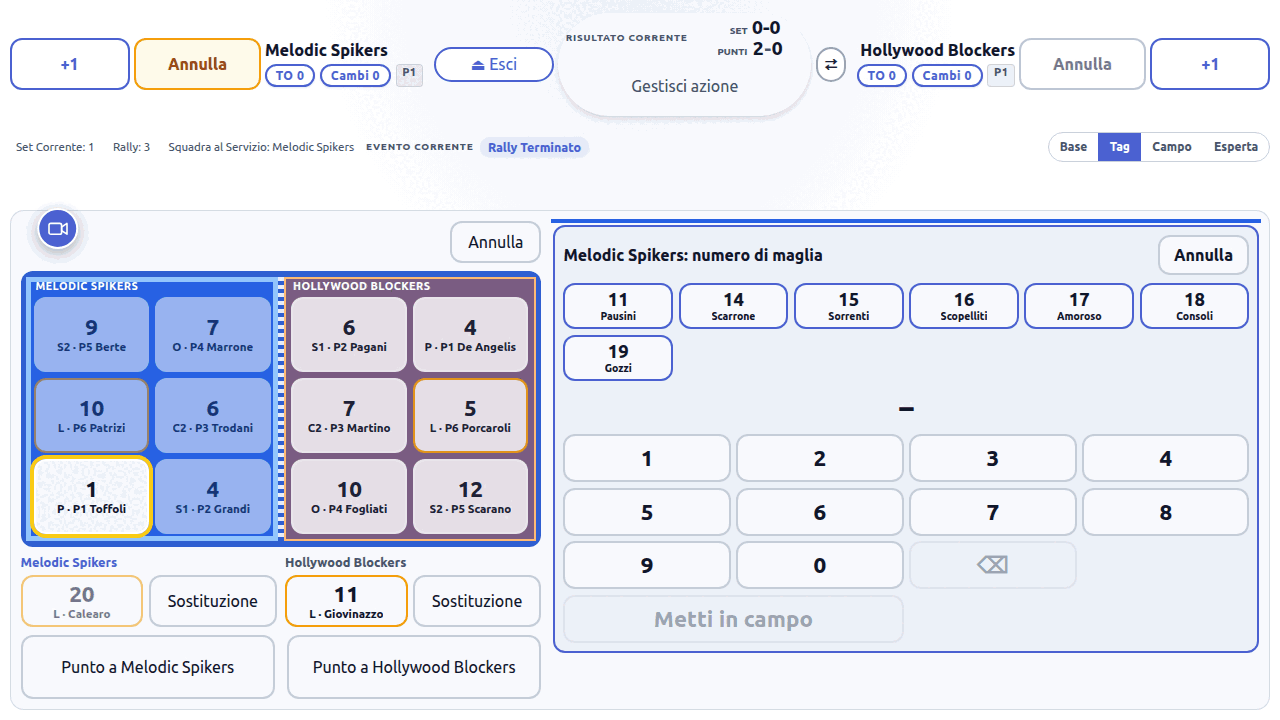 +1
Annulla
Melodic Spikers
TO 0
Cambi 0
P1
⏏ Esci
RISULTATO CORRENTE
SET 0-0
PUNTI 2-0
Gestisci azione
⇄
Hollywood Blockers
TO 0
Cambi 0
P1
Annulla
+1
Set Corrente: 1
Rally: 3
Squadra al Servizio: Melodic Spikers
EVENTO CORRENTE
Rally Terminato
Base
Tag
Campo
Esperta
Annulla
MELODIC SPIKERS
9
S2 · P5 Berte
7
O · P4 Marrone
10
L · P6 Patrizi
6
C2 · P3 Trodani
1
P · P1 Toffoli
4
S1 · P2 Grandi
HOLLYWOOD BLOCKERS
6
S1 · P2 Pagani
4
P · P1 De Angelis
7
C2 · P3 Martino
5
L · P6 Porcaroli
10
O · P4 Fogliati
12
S2 · P5 Scarano
Melodic Spikers
20
L · Calearo
Sostituzione
Hollywood Blockers
11
L · Giovinazzo
Sostituzione
Punto a Melodic Spikers
Punto a Hollywood Blockers
Melodic Spikers: numero di maglia
Annulla
11
Pausini
14
Scarrone
15
Sorrenti
16
Scopelliti
17
Amoroso
18
Consoli
19
Gozzi
–
1
2
3
4
5
6
7
8
9
0
⌫
Metti in campo